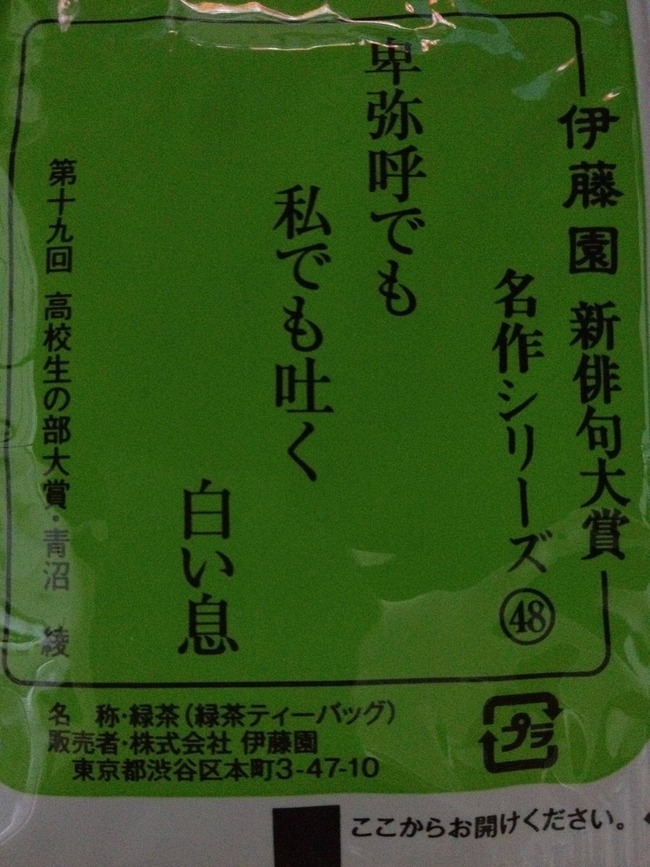 伊藤園 新俳句大賞
名作シリーズ㊽
卑弥呼でも
私でも吐く
白い息
第十九回 高校生の部大賞・青沼 綾
名 称・緑茶(緑茶ティーバッグ)
販売者・株式会社 伊藤園
東京都渋谷区本町3-47-10
プラ
ここからお開けください。